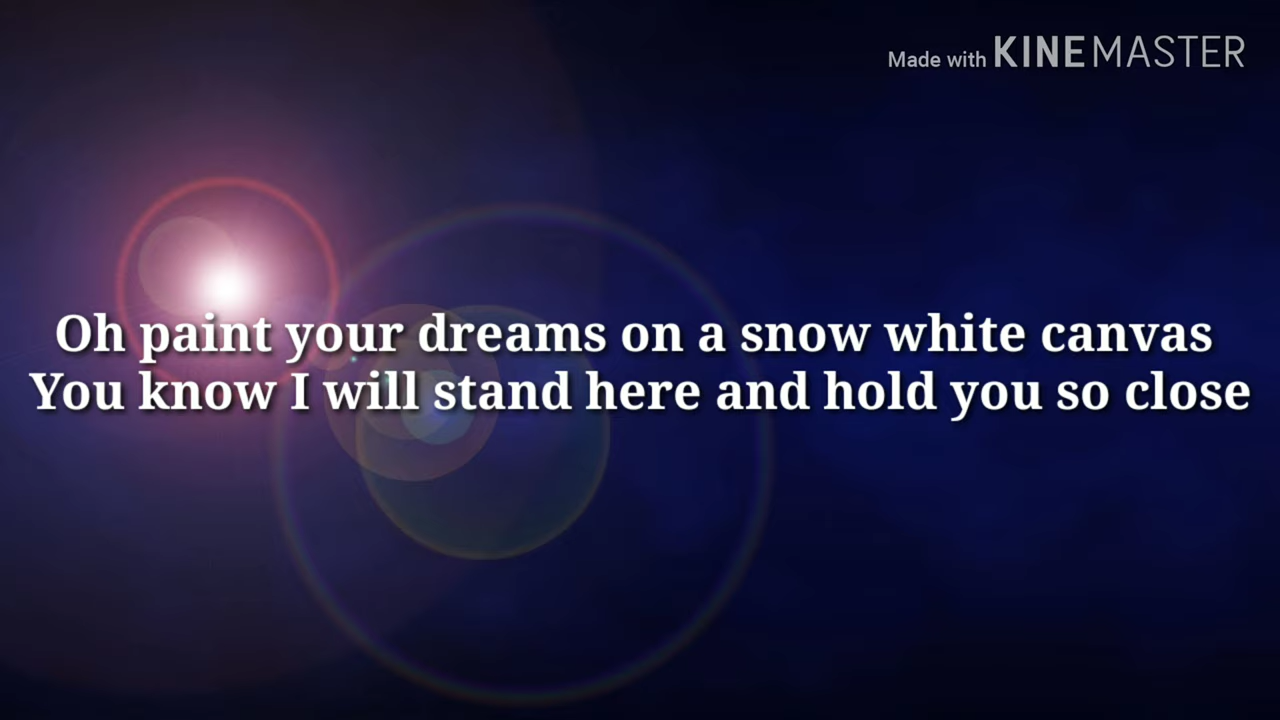 Made with KINEMASTER
Oh paint your dreams on a snow white canvas
You know I will stand here and hold you so close